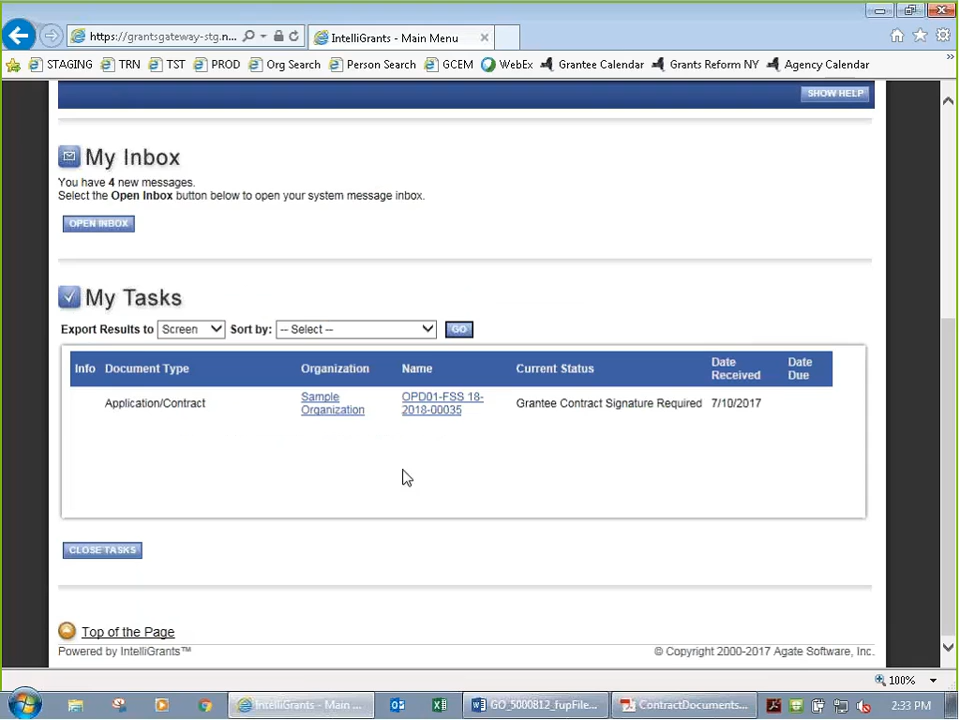 https://grantsgateway-stg.n...
IntelliGrants - Main Menu
STAGING TRN TST PROD Org Search Person Search GCEM WebEx Grantee Calendar Grants Reform NY Agency Calendar
SHOW HELP
My Inbox
You have 4 new messages.
Select the Open Inbox button below to open your system message inbox.
OPEN INBOX
My Tasks
Export Results to Screen Sort by: -- Select -- GO
Info Document Type Organization Name Current Status Date Received Date Due
Application/Contract Sample Organization OPD01-FSS 18-2018-00035 Grantee Contract Signature Required 7/10/2017
CLOSE TASKS
Top of the Page
Powered by IntelliGrants™ © Copyright 2000-2017 Agate Software, Inc.
100%
IntelliGrants - Main ... GO_5000812_fupFile... ContractDocuments... 2:33 PM